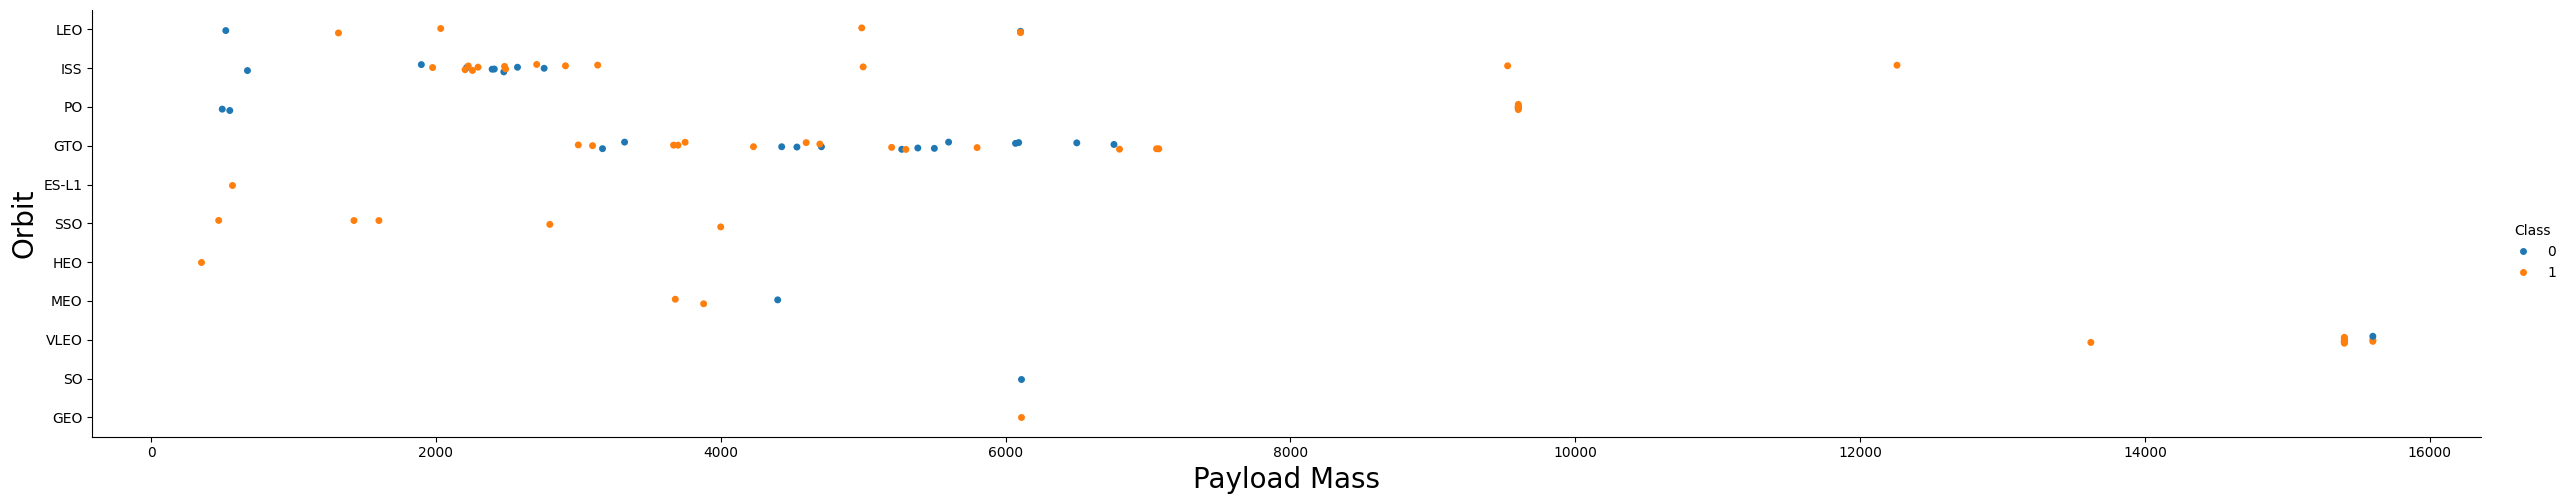 Orbit
LEO
ISS
PO
GTO
ES-L1
SSO
HEO
MEO
VLEO
SO
GEO
0 2000 4000 6000 8000 10000 12000 14000 16000
Payload Mass
Class
0
1